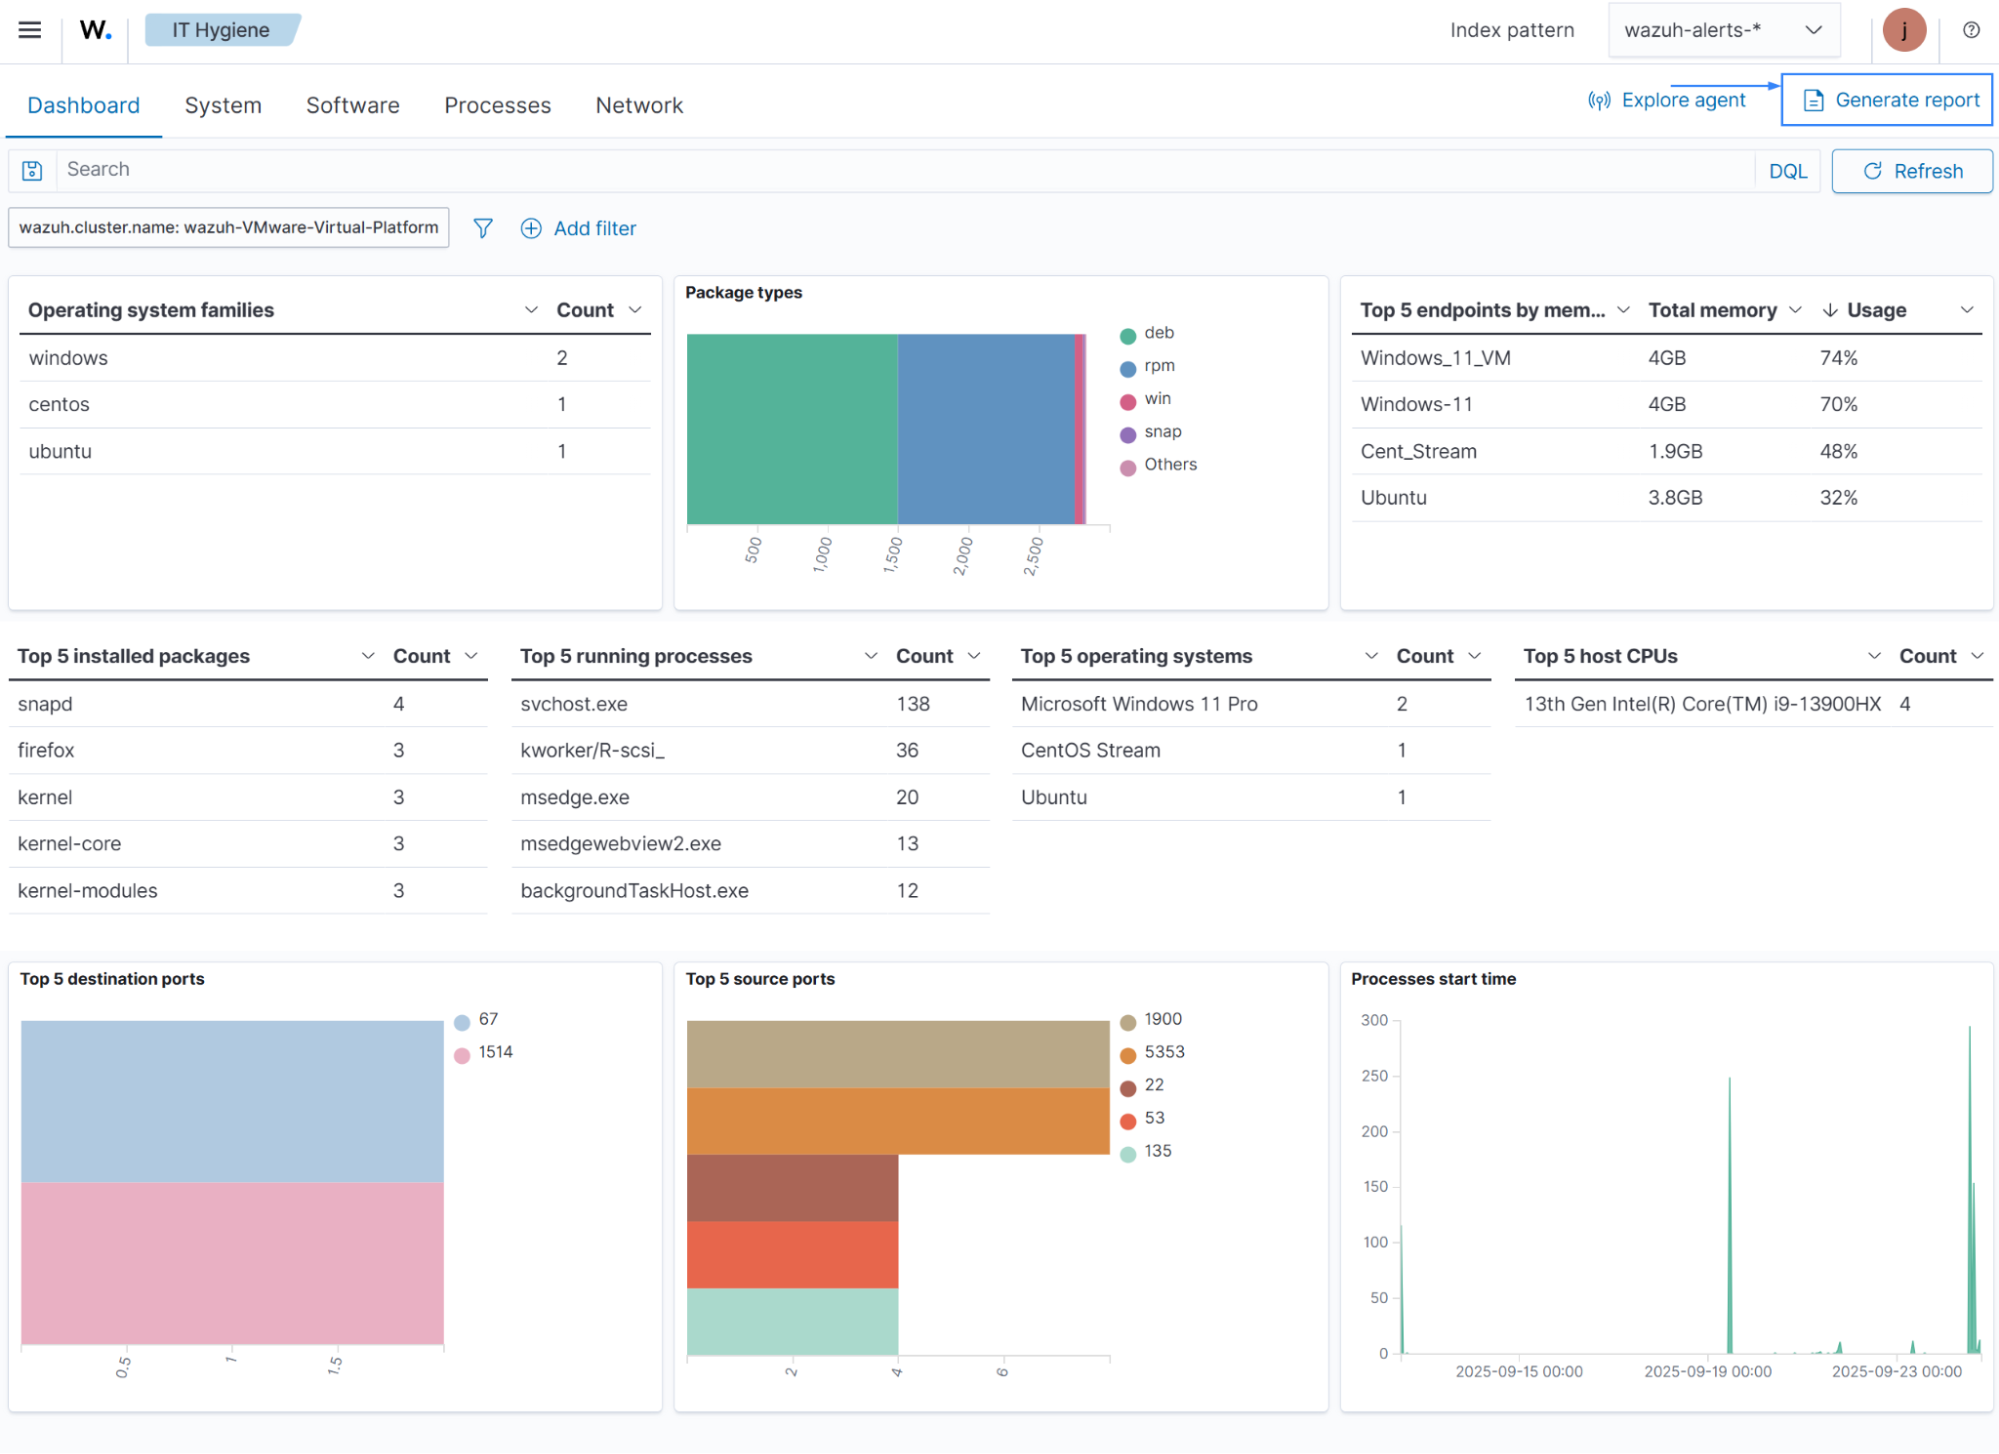 W. IT Hygiene Index pattern wazuh-alerts-* j
Dashboard System Software Processes Network Explore agent Generate report
Search DQL Refresh
wazuh.cluster.name: wazuh-VMware-Virtual-Platform Add filter
Operating system families Count
windows 2
centos 1
ubuntu 1
Package types
deb
rpm
win
snap
Others
500 1,000 1,500 2,000 2,500
Top 5 endpoints by mem... Total memory Usage
Windows_11_VM 4GB 74%
Windows-11 4GB 70%
Cent_Stream 1.9GB 48%
Ubuntu 3.8GB 32%
Top 5 installed packages Count
snapd 4
firefox 3
kernel 3
kernel-core 3
kernel-modules 3
Top 5 running processes Count
svchost.exe 138
kworker/R-scsi_ 36
msedge.exe 20
msedgewebview2.exe 13
backgroundTaskHost.exe 12
Top 5 operating systems Count
Microsoft Windows 11 Pro 2
CentOS Stream 1
Ubuntu 1
Top 5 host CPUs Count
13th Gen Intel(R) Core(TM) i9-13900HX 4
Top 5 destination ports
67
1514
0.5 1 1.5
Top 5 source ports
1900
5353
22
53
135
2 4 6
Processes start time
300
250
200
150
100
50
0
2025-09-15 00:00 2025-09-19 00:00 2025-09-23 00:00